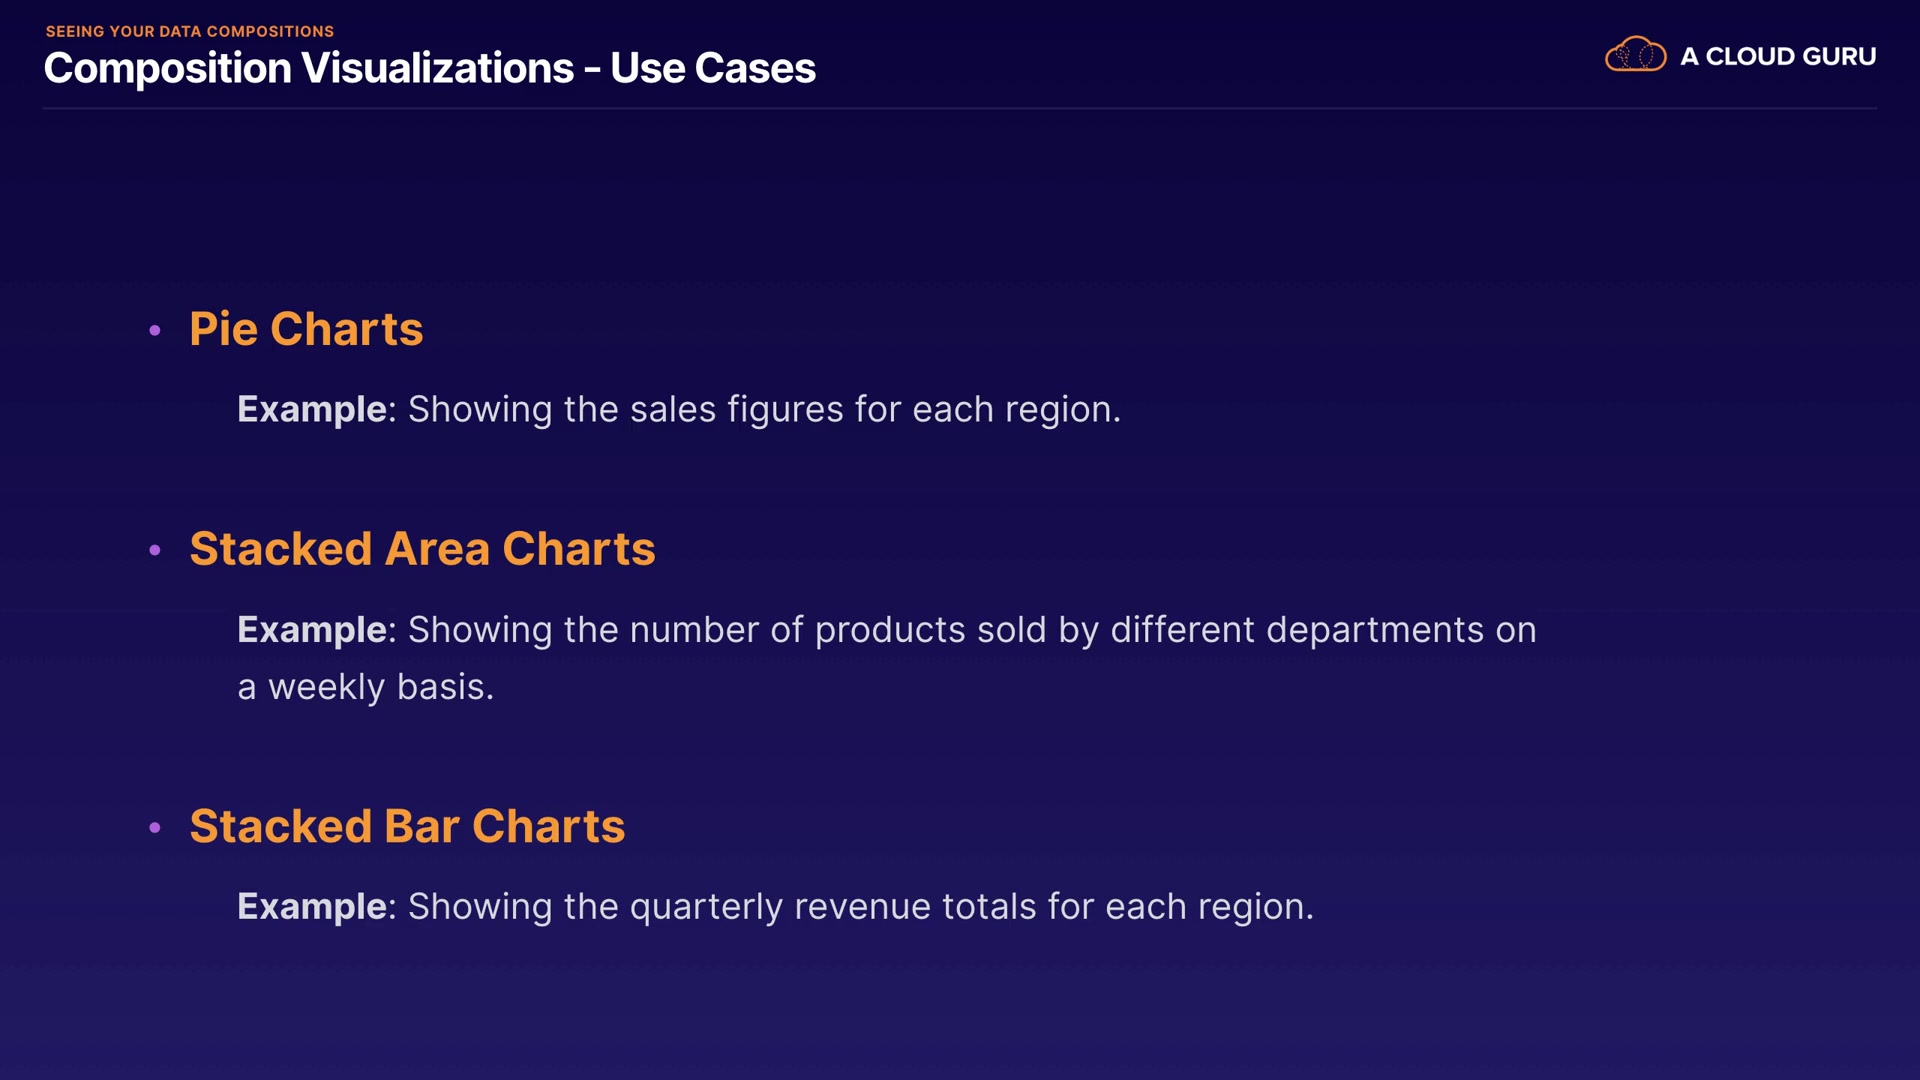 SEEING YOUR DATA COMPOSITIONS
Composition Visualizations - Use Cases
A CLOUD GURU
• Pie Charts
Example: Showing the sales figures for each region.
• Stacked Area Charts
Example: Showing the number of products sold by different departments on
a weekly basis.
• Stacked Bar Charts
Example: Showing the quarterly revenue totals for each region.